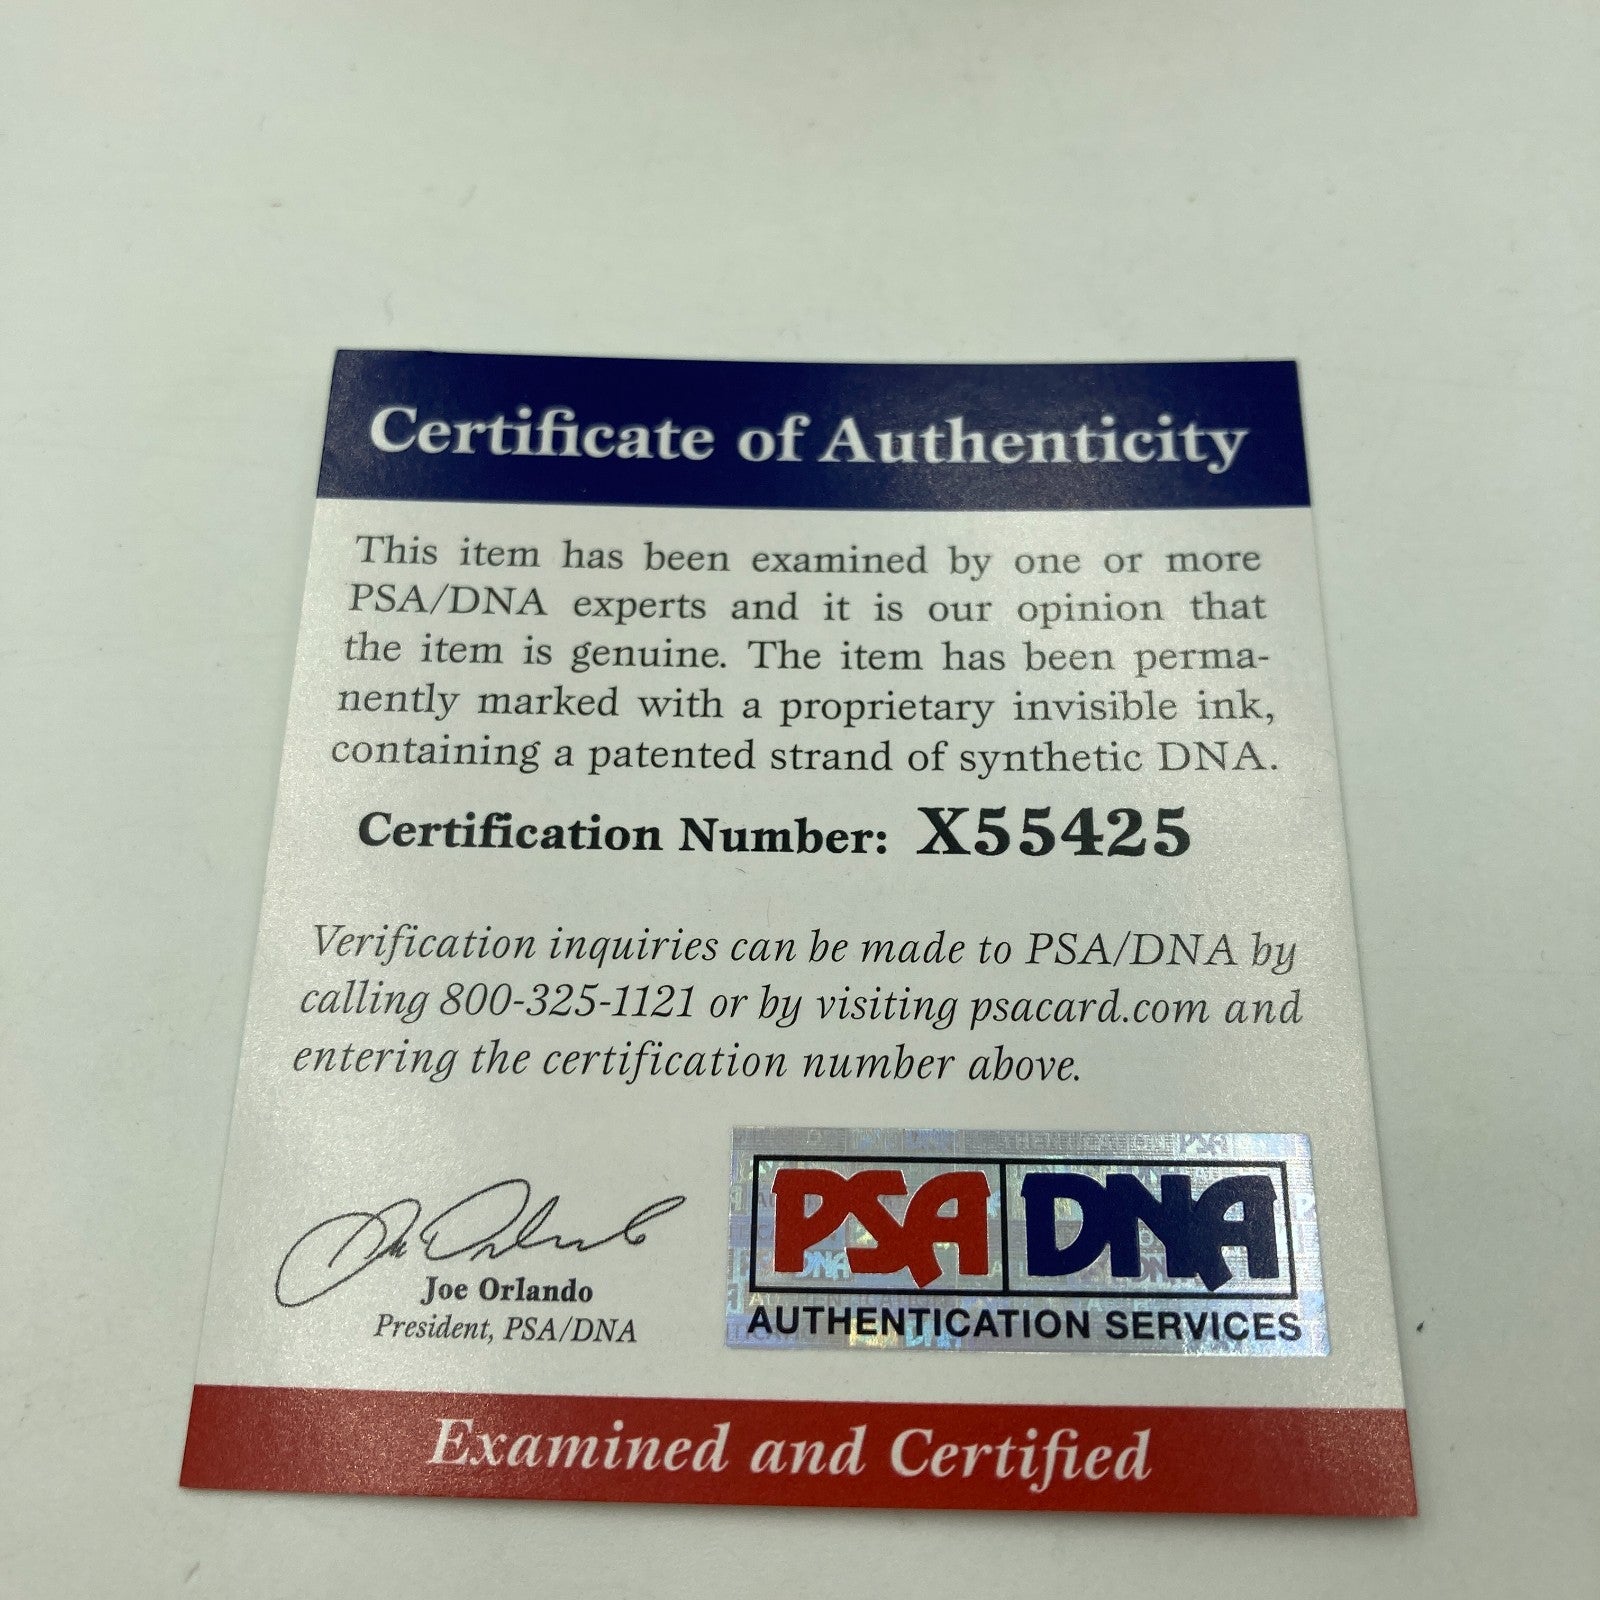 Certificate of Authenticity
This item has been examined by one or more
PSA/DNA experts and it is our opinion that
the item is genuine. The item has been perma-
nently marked with a proprietary invisible ink,
containing a patented strand of synthetic DNA.
Certification Number: X55425
Verification inquiries can be made to PSA/DNA by
calling 800-325-1121 or by visiting psacard.com and
entering the certification number above.
Joe Orlando
President, PSA/DNA
PSA DNA
AUTHENTICATION SERVICES
Examined and Certified